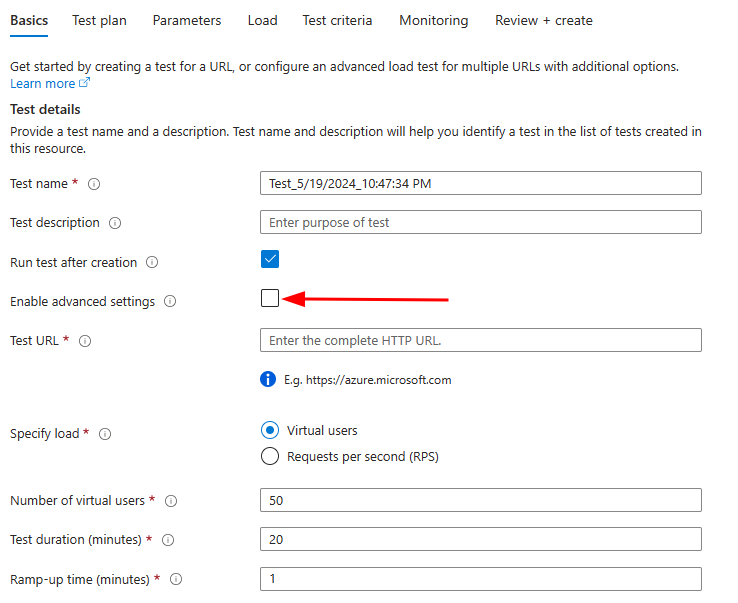 Basics Test plan Parameters Load Test criteria Monitoring Review + create
Get started by creating a test for a URL, or configure an advanced load test for multiple URLs with additional options.
Learn more
Test details
Provide a test name and a description. Test name and description will help you identify a test in the list of tests created in
this resource.
Test name * Test_5/19/2024_10:47:34 PM
Test description Enter purpose of test
Run test after creation
Enable advanced settings
Test URL * Enter the complete HTTP URL.
E.g. https://azure.microsoft.com
Specify load * Virtual users
Requests per second (RPS)
Number of virtual users * 50
Test duration (minutes) * 20
Ramp-up time (minutes) * 1